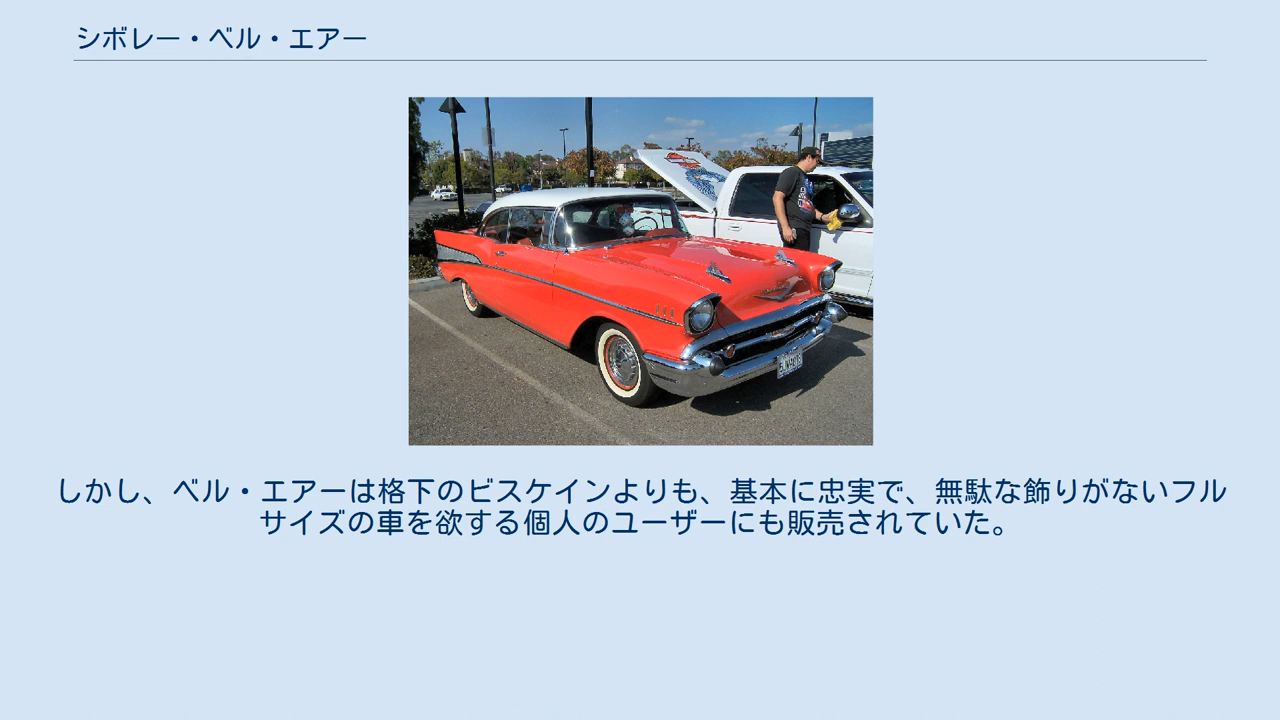 シボレー・ベル・エアー
しかし、ベル・エアーは格下のビスケインよりも、基本に忠実で、無駄な飾りがないフル
サイズの車を欲する個人のユーザーにも販売されていた。